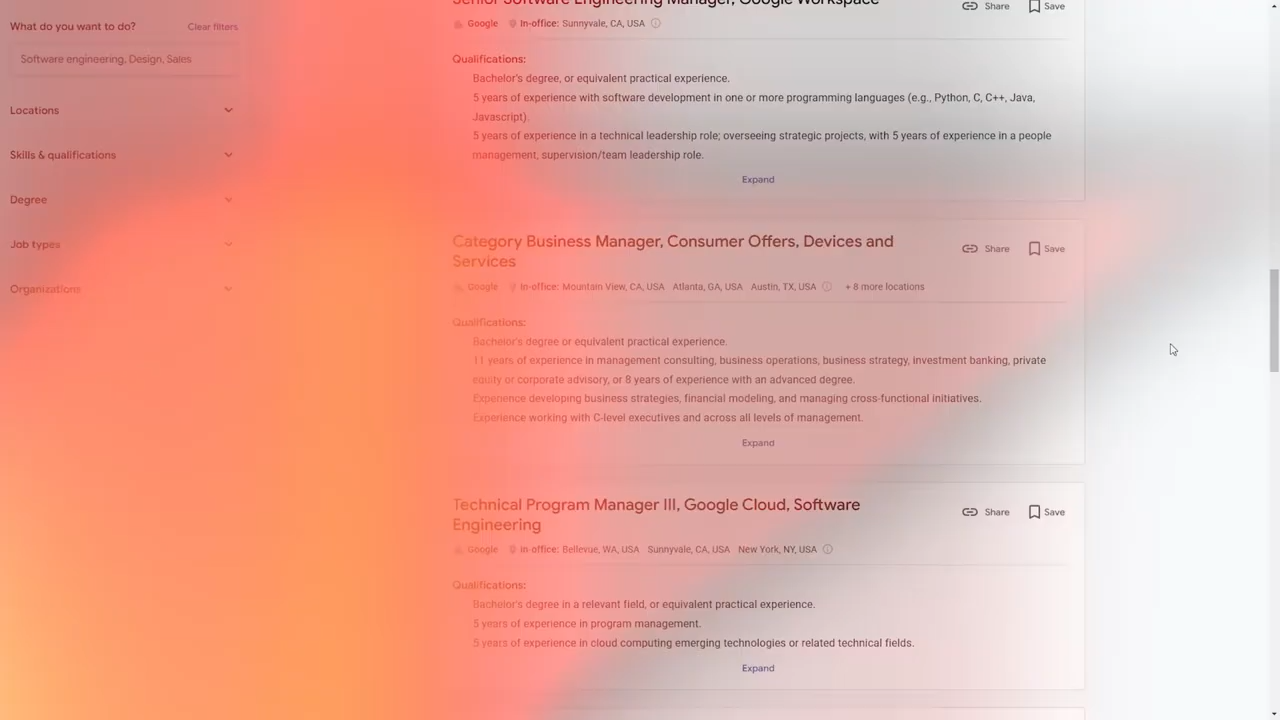 What do you want to do?
Clear filters
Software engineering, Design, Sales
Locations
Skills & qualifications
Degree
Job types
Organizations
Senior Software Engineering Manager, Google Workspace
Share
Save
Google
In-office: Sunnyvale, CA, USA
Qualifications:
Bachelor's degree, or equivalent practical experience.
5 years of experience with software development in one or more programming languages (e.g., Python, C, C++, Java,
Javascript).
5 years of experience in a technical leadership role; overseeing strategic projects, with 5 years of experience in a people
management, supervision/team leadership role.
Expand
Category Business Manager, Consumer Offers, Devices and
Services
Share
Save
Google
In-office: Mountain View, CA, USA Atlanta, GA, USA Austin, TX, USA + 8 more locations
Qualifications:
Bachelor's degree or equivalent practical experience.
11 years of experience in management consulting, business operations, business strategy, investment banking, private
equity or corporate advisory, or 8 years of experience with an advanced degree.
Experience developing business strategies, financial modeling, and managing cross-functional initiatives.
Experience working with C-level executives and across all levels of management.
Expand
Technical Program Manager III, Google Cloud, Software
Engineering
Share
Save
Google
In-office: Bellevue, WA, USA Sunnyvale, CA, USA New York, NY, USA
Qualifications:
Bachelor's degree in a relevant field, or equivalent practical experience.
5 years of experience in program management.
5 years of experience in cloud computing emerging technologies or related technical fields.
Expand